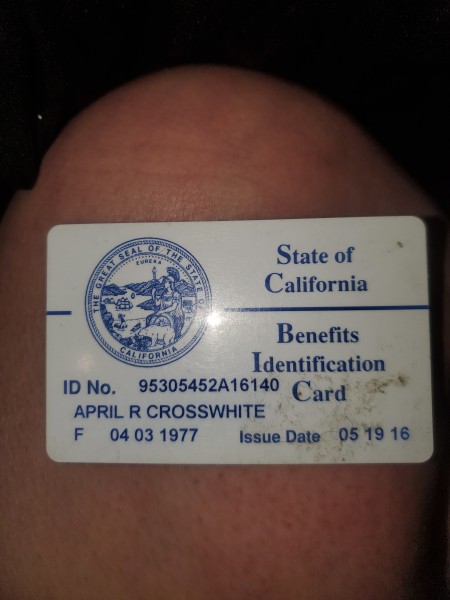 THE GREAT SEAL OF THE STATE OF CALIFORNIA
EUREKA
State of
California
Benefits
Identification
Card
ID No. 95305452A16140
APRIL R CROSSWHITE
F 04 03 1977 Issue Date 05 19 16